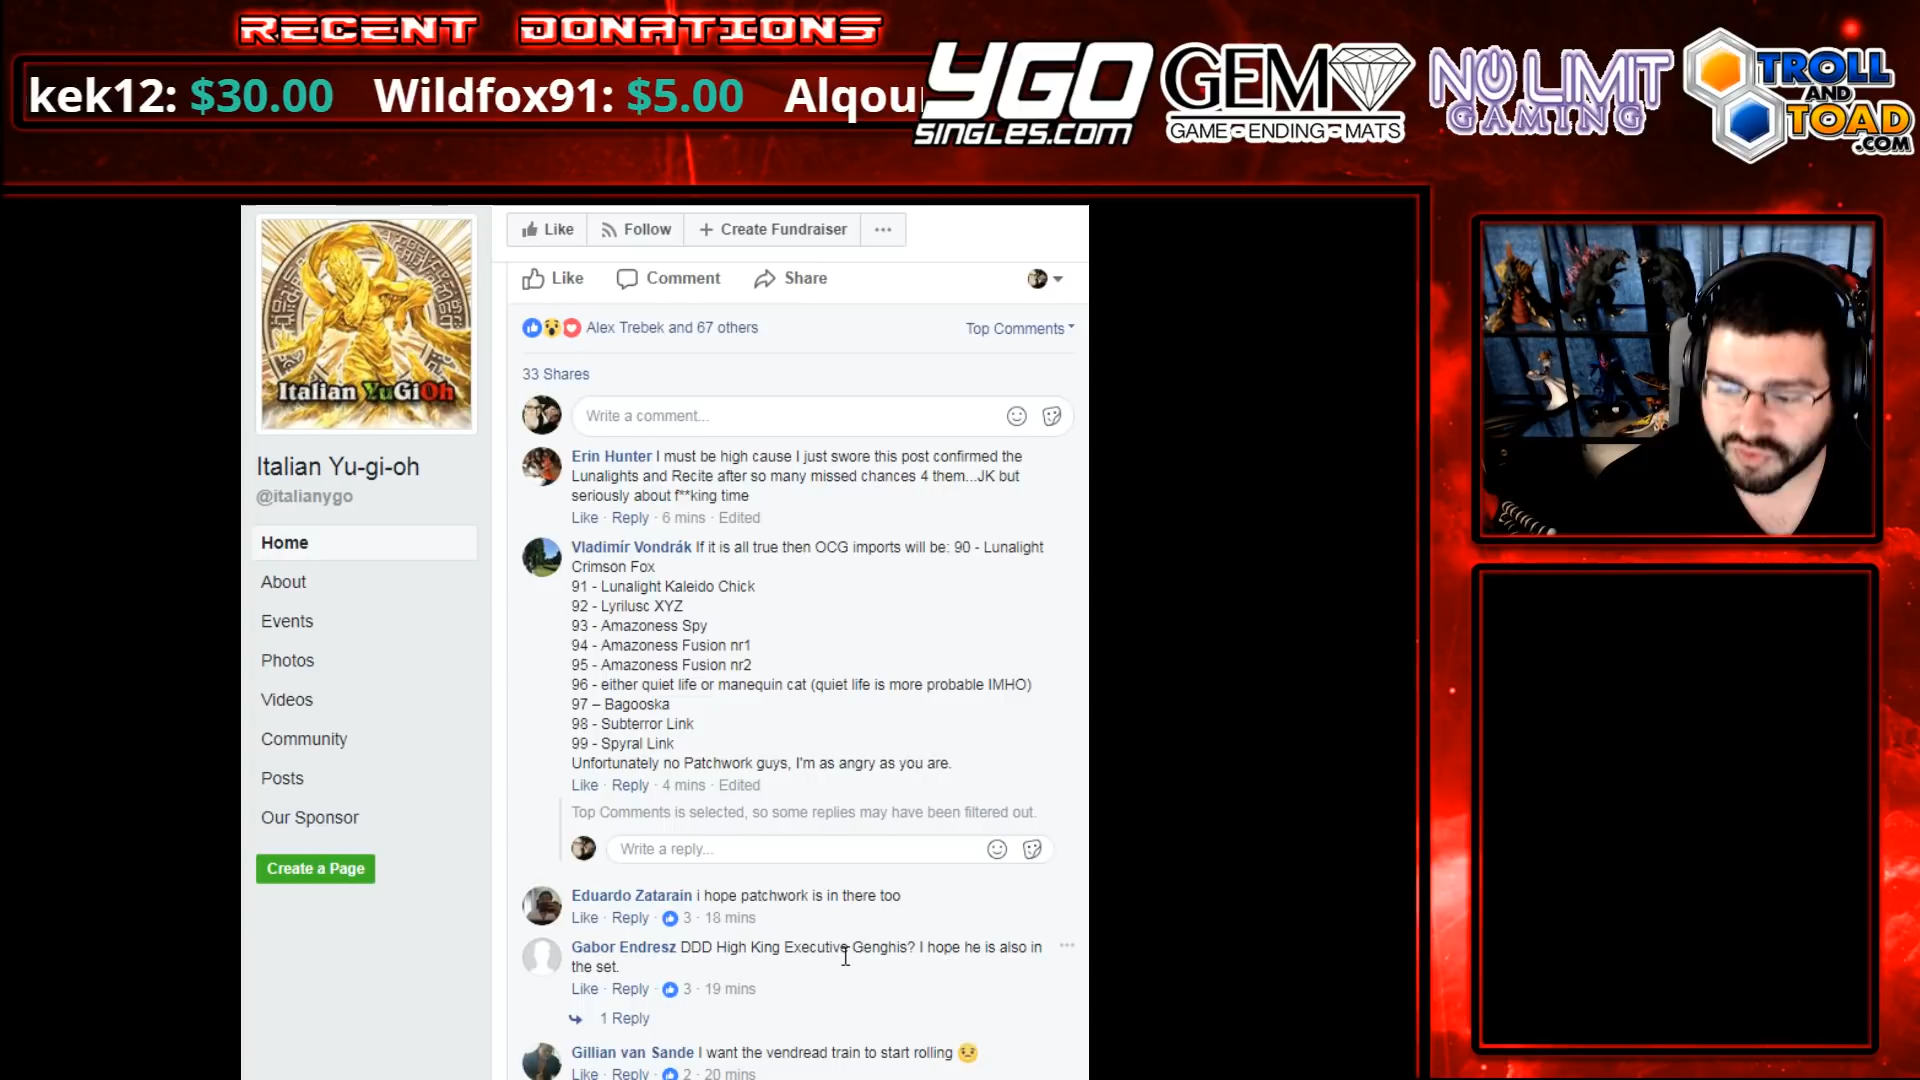 RECENT DONATIONS
kek12: $30.00 Wildfox91: $5.00 Alqou
YGO
SINGLES.COM
GEM
GAME-ENDING-MATS
NO LIMIT
GAMING
TROLL
AND
TOAD
.COM
Italian YuGiOh
Italian Yu-gi-oh
@italianygo
Home
About
Events
Photos
Videos
Community
Posts
Our Sponsor
Create a Page
Like Follow + Create Fundraiser ...
Like Comment Share
Alex Trebek and 67 others Top Comments
33 Shares
Write a comment...
Erin Hunter I must be high cause I just swore this post confirmed the
Lunalights and Recite after so many missed chances 4 them...JK but
seriously about f**king time
Like · Reply · 6 mins · Edited
Vladimír Vondrák If it is all true then OCG imports will be: 90 - Lunalight
Crimson Fox
91 - Lunalight Kaleido Chick
92 - Lyrilusc XYZ
93 - Amazoness Spy
94 - Amazoness Fusion nr1
95 - Amazoness Fusion nr2
96 - either quiet life or manequin cat (quiet life is more probable IMHO)
97 – Bagooska
98 - Subterror Link
99 - Spyral Link
Unfortunately no Patchwork guys, I'm as angry as you are.
Like · Reply · 4 mins · Edited
Top Comments is selected, so some replies may have been filtered out.
Write a reply...
Eduardo Zatarain i hope patchwork is in there too
Like · Reply · 3 · 18 mins
Gabor Endresz DDD High King Executive Genghis? I hope he is also in
the set.
Like · Reply · 3 · 19 mins
1 Reply
Gillian van Sande I want the vendread train to start rolling
Like · Reply · 2 · 20 mins